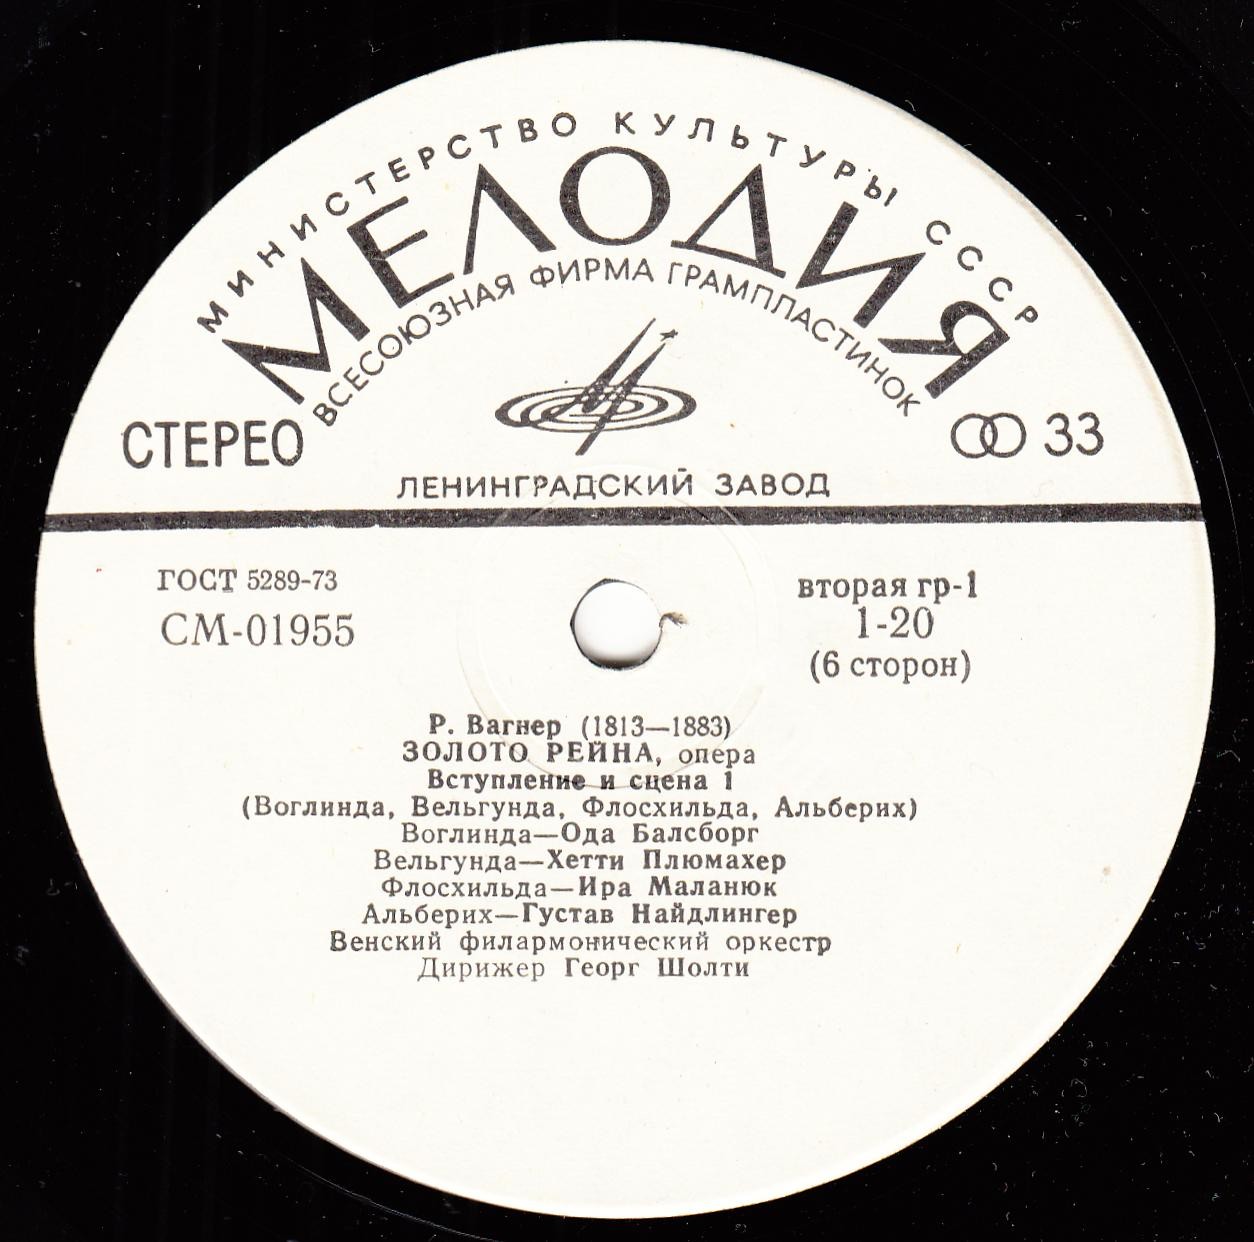 МИНИСТЕРСТВО КУЛЬТУРЫ СССР
МЕЛОДИЯ
ВСЕСОЮЗНАЯ ФИРМА ГРАМПЛАСТИНОК
СТЕРЕО
33
ЛЕНИНГРАДСКИЙ ЗАВОД
ГОСТ 5289-73
СМ-01955
вторая гр-1
1-20
(6 сторон)
Р. Вагнер (1813—1883)
ЗОЛОТО РЕЙНА, опера
Вступление и сцена 1
(Воглинда, Вельгунда, Флосхильда, Альберих)
Воглинда—Ода Балсборг
Вельгунда—Хетти Плюмахер
Флосхильда—Ира Маланюк
Альберих—Густав Найдлингер
Венский филармонический оркестр
Дирижер Георг Шолти